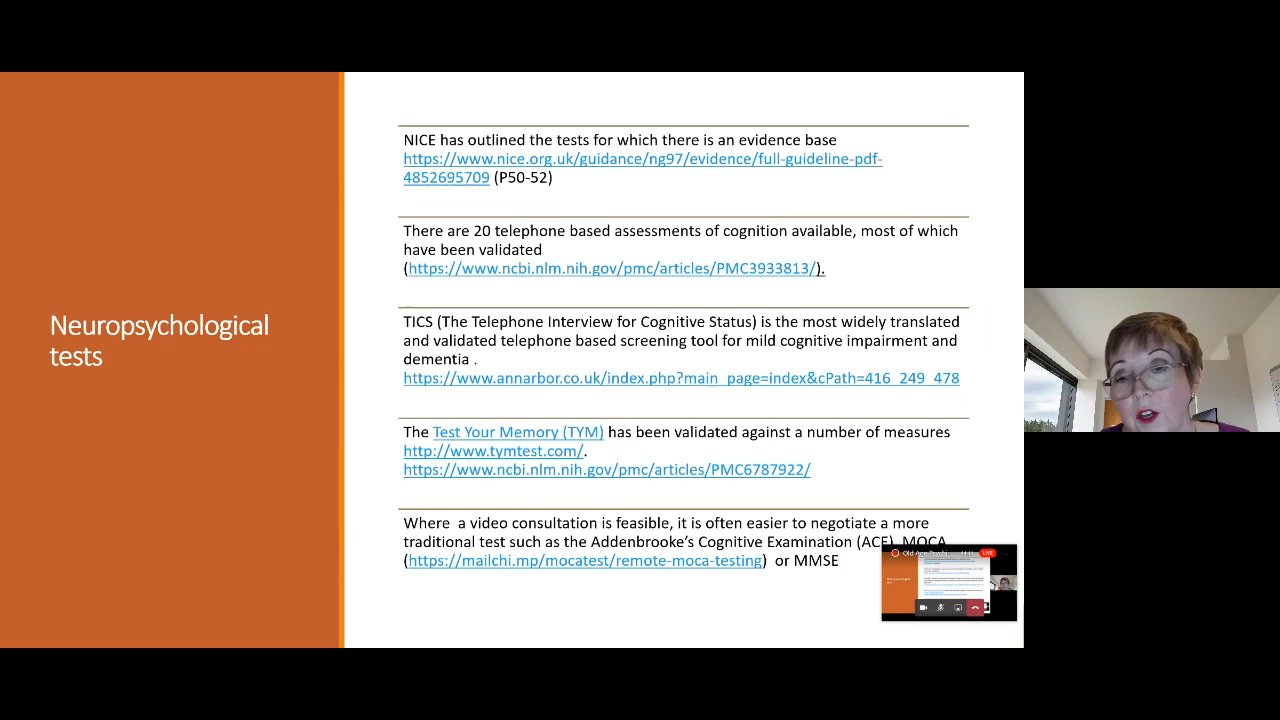 Neuropsychological
tests
NICE has outlined the tests for which there is an evidence base
https://www.nice.org.uk/guidance/ng97/evidence/full-guideline-pdf-
4852695709 (P50-52)
There are 20 telephone based assessments of cognition available, most of which
have been validated
(https://www.ncbi.nlm.nih.gov/pmc/articles/PMC3933813/).
TICS (The Telephone Interview for Cognitive Status) is the most widely translated
and validated telephone based screening tool for mild cognitive impairment and
dementia .
https://www.annarbor.co.uk/index.php?main_page=index&cPath=416_249_478
The Test Your Memory (TYM) has been validated against a number of measures
http://www.tymtest.com/.
https://www.ncbi.nlm.nih.gov/pmc/articles/PMC6787922/
Where  a video consultation is feasible, it is often easier to negotiate a more
traditional test such as the Addenbrooke's Cognitive Examination (ACE), MOCA
(https://mailchi.mp/mocatest/remote-moca-testing)  or MMSE
Old Age Psychi
LIVE